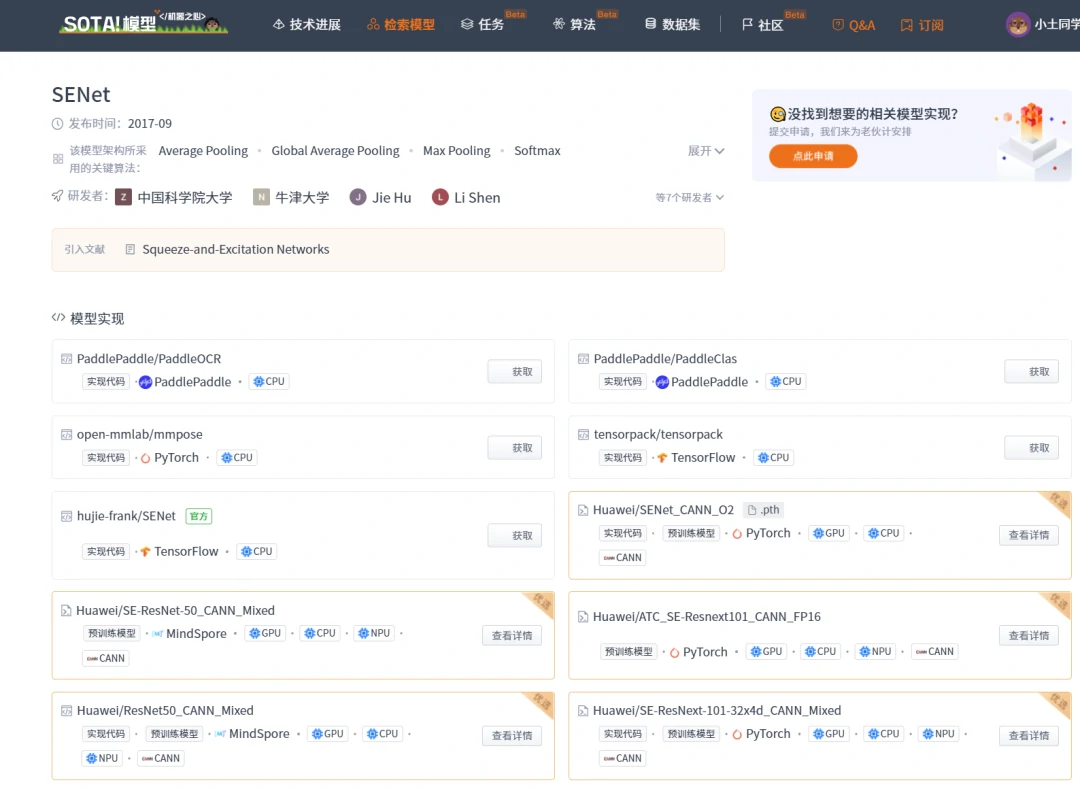 SOTA!模型 </机器之心>
技术进展 检索模型 任务 Beta 算法 Beta 数据集 社区 Beta Q&A 订阅 小土同学
SENet
发布时间: 2017-09
该模型架构所采用的关键算法: Average Pooling • Global Average Pooling • Max Pooling • Softmax 展开
研发者: Z 中国科学院大学 N 牛津大学 J Jie Hu L Li Shen 等7个研发者
没找到想要的相关模型实现?
提交申请,我们来为老伙计安排
点此申请
引入文献 Squeeze-and-Excitation Networks
</> 模型实现
PaddlePaddle/PaddleOCR
实现代码 · PaddlePaddle · CPU
获取
PaddlePaddle/PaddleClas
实现代码 · PaddlePaddle · CPU
获取
open-mmlab/mmpose
实现代码 · PyTorch · CPU
获取
tensorpack/tensorpack
实现代码 · TensorFlow · CPU
获取
hujie-frank/SENet 官方
实现代码 · TensorFlow · CPU
获取
Huawei/SENet_CANN_O2 .pth
优选
实现代码 · 预训练模型 · PyTorch · GPU · CPU ·
CANN
查看详情
Huawei/SE-ResNet-50_CANN_Mixed
优选
预训练模型 · MindSpore · GPU · CPU · NPU ·
CANN
查看详情
Huawei/ATC_SE-Resnext101_CANN_FP16
优选
预训练模型 · PyTorch · GPU · CPU · NPU · CANN
查看详情
Huawei/ResNet50_CANN_Mixed
优选
实现代码 · 预训练模型 · MindSpore · GPU · CPU ·
NPU · CANN
查看详情
Huawei/SE-ResNext-101-32x4d_CANN_Mixed
优选
实现代码 · 预训练模型 · PyTorch · GPU · CPU · NPU ·
CANN
查看详情